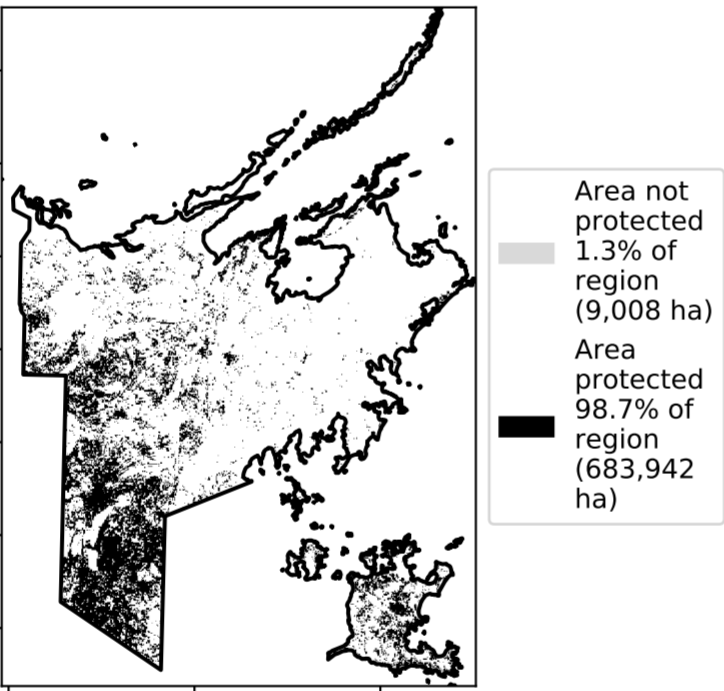 Area not
protected
1.3% of
region
(9,008 ha)
Area
protected
98.7% of
region
(683,942
ha)